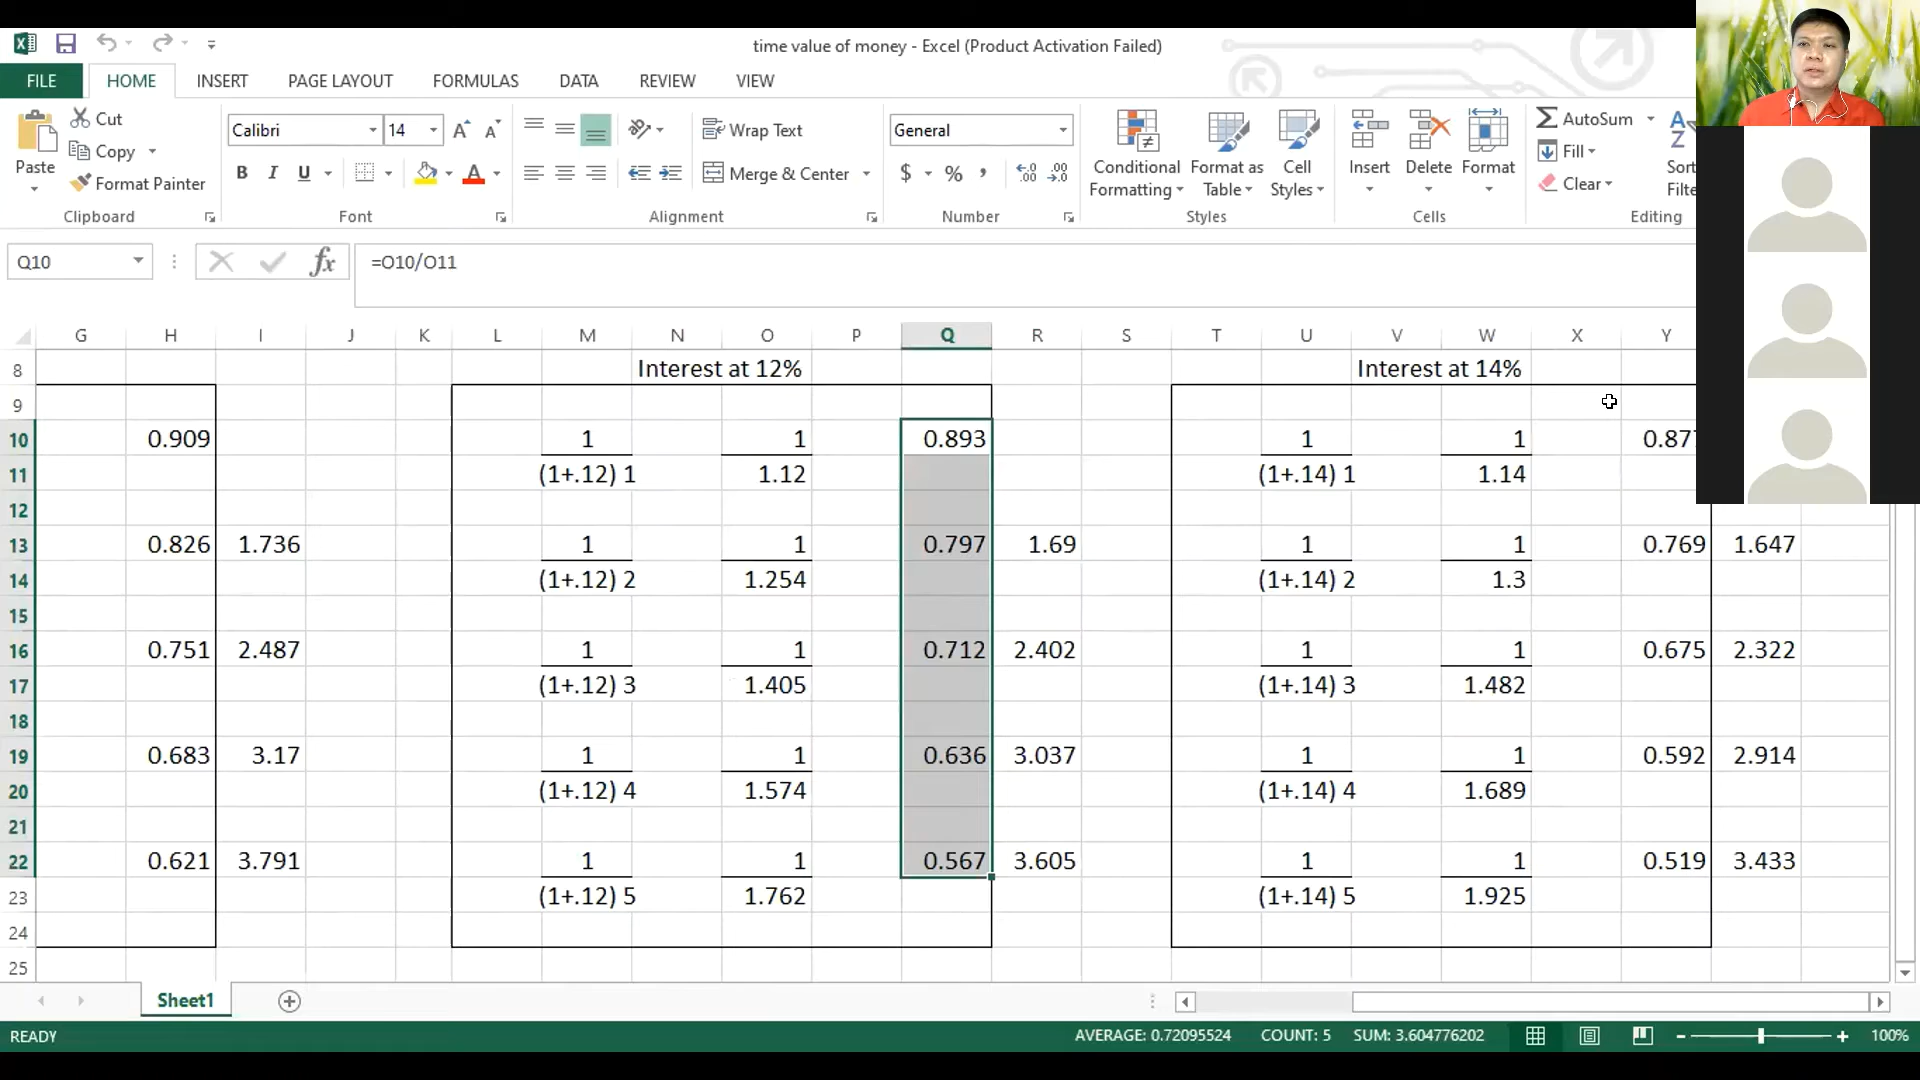 time value of money - Excel (Product Activation Failed)
FILE HOME INSERT PAGE LAYOUT FORMULAS DATA REVIEW VIEW
Paste
Cut
Copy
Format Painter
Clipboard
Calibri 14
B I U A
Font
Wrap Text
Merge & Center
Alignment
General
$ % ,
Number
Conditional Formatting
Format as Table
Cell Styles
Styles
Insert Delete Format
Cells
AutoSum
Fill
Clear
Sort
Filte
Editing
Q10 fx =O10/O11
G H I J K L M N O P Q R S T U V W X Y
8 Interest at 12% Interest at 14%
9
10 0.909 1 1 0.893 1 1 0.877
11 (1+.12) 1 1.12 (1+.14) 1 1.14
12
13 0.826 1.736 1 1 0.797 1.69 1 1 0.769 1.647
14 (1+.12) 2 1.254 (1+.14) 2 1.3
15
16 0.751 2.487 1 1 0.712 2.402 1 1 0.675 2.322
17 (1+.12) 3 1.405 (1+.14) 3 1.482
18
19 0.683 3.17 1 1 0.636 3.037 1 1 0.592 2.914
20 (1+.12) 4 1.574 (1+.14) 4 1.689
21
22 0.621 3.791 1 1 0.567 3.605 1 1 0.519 3.433
23 (1+.12) 5 1.762 (1+.14) 5 1.925
24
25
Sheet1
READY AVERAGE: 0.72095524 COUNT: 5 SUM: 3.604776202 100%